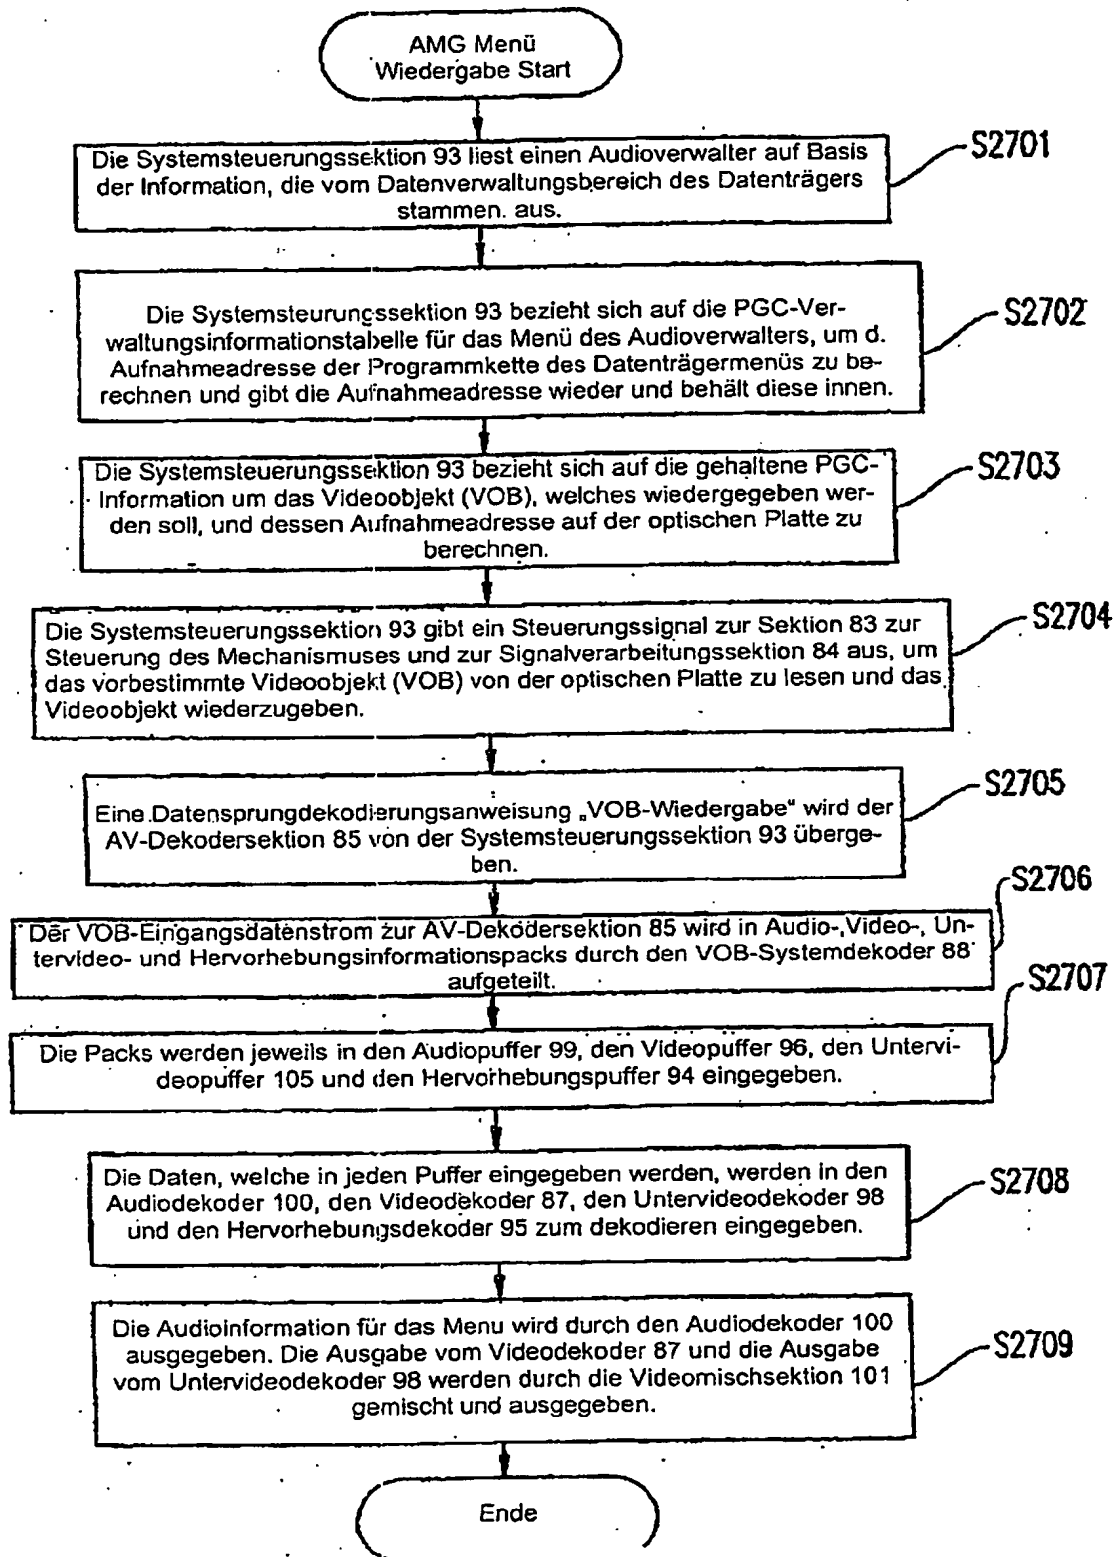 AMG Menü
Wiedergabe Start
Die Systemsteuerungssektion 93 liest einen Audioverwalter auf Basis
der Information, die vom Datenverwaltungsbereich des Datenträgers
stammen. aus.
S2701
Die Systemsteurungssektion 93 bezieht sich auf die PGC-Ver-
waltungsinformationstabelle für das Menü des Audioverwalters, um d.
Aufnahmeadresse der Programmkette des Datenträgermenüs zu be-
rechnen und gibt die Aufnahmeadresse wieder und behält diese innen.
S2702
Die Systemsteuerungssektion 93 bezieht sich auf die gehaltene PGC-
Information um das Videoobjekt (VOB), welches wiedergegeben wer-
den soll, und dessen Aufnahmeadresse auf der optischen Platte zu
berechnen.
S2703
Die Systemsteuerungssektion 93 gibt ein Steuerungssignal zur Sektion 83 zur
Steuerung des Mechanismuses und zur Signalverarbeitungssektion 84 aus, um
das vorbestimmte Videoobjekt (VOB) von der optischen Platte zu lesen und das
Videoobjekt wiederzugeben.
S2704
Eine Datensprungdekodierungsanweisung „VOB-Wiedergabe" wird der
AV-Dekodersektion 85 von der Systemsteuerungssektion 93 überge-
ben.
S2705
Der VOB-Eingangsdatenstrom zur AV-Dekodersektion 85 wird in Audio-, Video-, Un-
tervideo- und Hervorhebungsinformationspacks durch den VOB-Systemdekoder 88
aufgeteilt.
S2706
Die Packs werden jeweils in den Audiopuffer 99, den Videopuffer 96, den Untervi-
deopuffer 105 und den Hervorhebungspuffer 94 eingegeben.
S2707
Die Daten, welche in jeden Puffer eingegeben werden, werden in den
Audiodekoder 100, den Videodekoder 87, den Untervideodekoder 98
und den Hervorhebungsdekoder 95 zum dekodieren eingegeben.
S2708
Die Audioinformation für das Menu wird durch den Audiodekoder 100
ausgegeben. Die Ausgabe vom Videodekoder 87 und die Ausgabe
vom Untervideodekoder 98 werden durch die Videomischsektion 101
gemischt und ausgegeben.
S2709
Ende